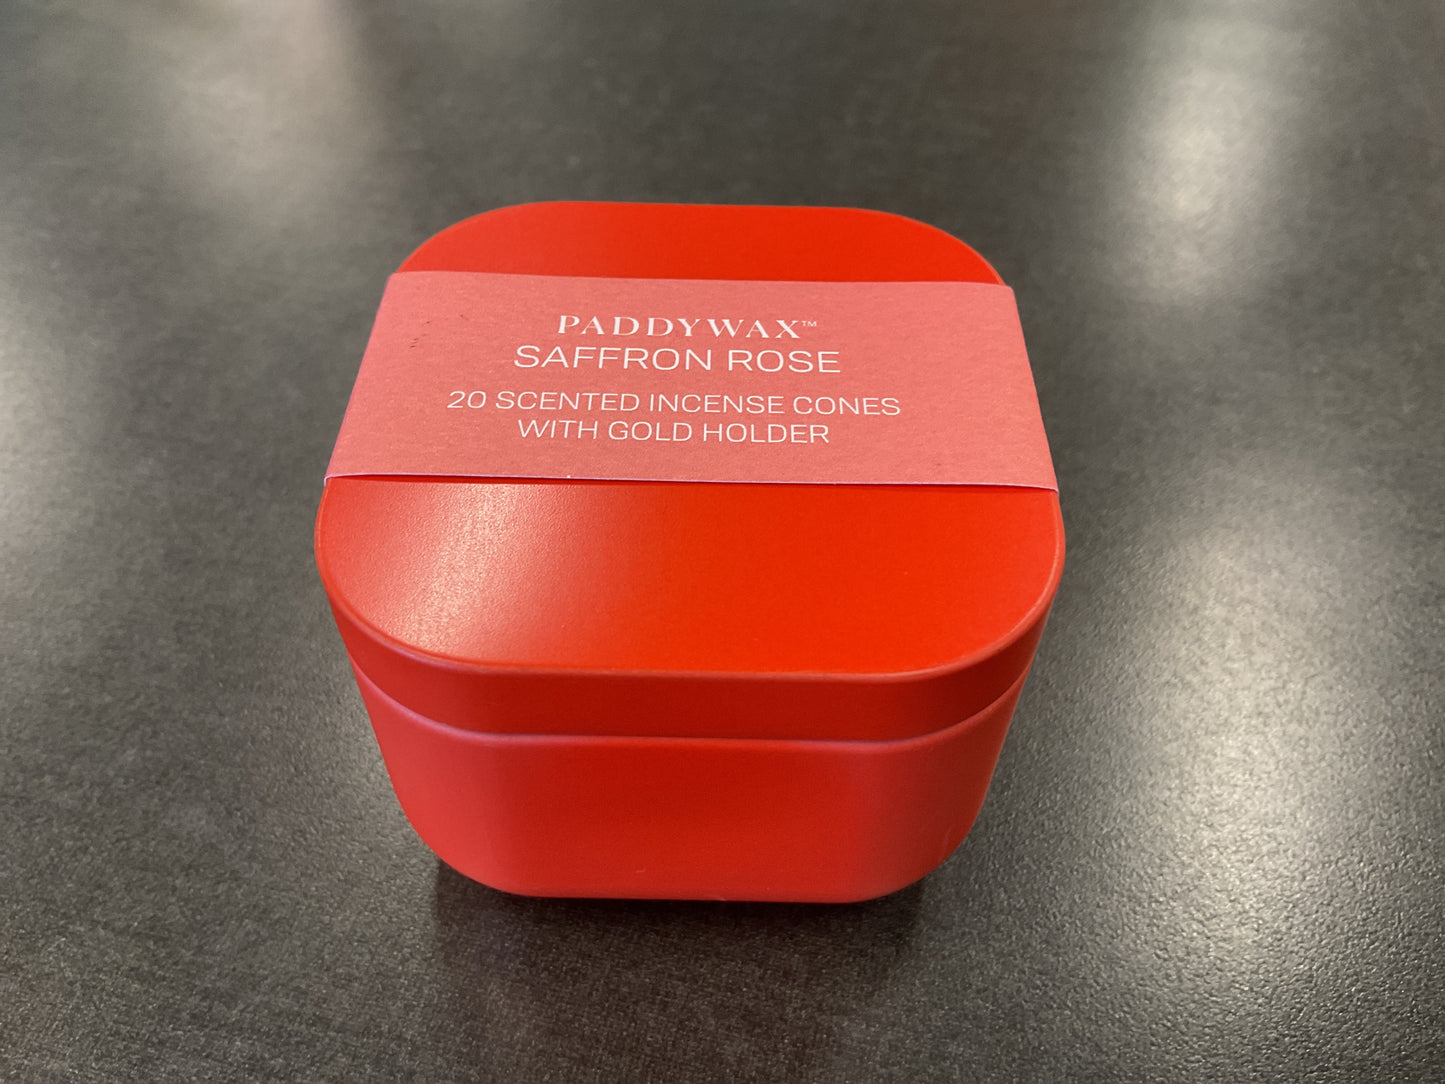 PADDYWAX™
SAFFRON ROSE
20 SCENTED INCENSE CONES
WITH GOLD HOLDER